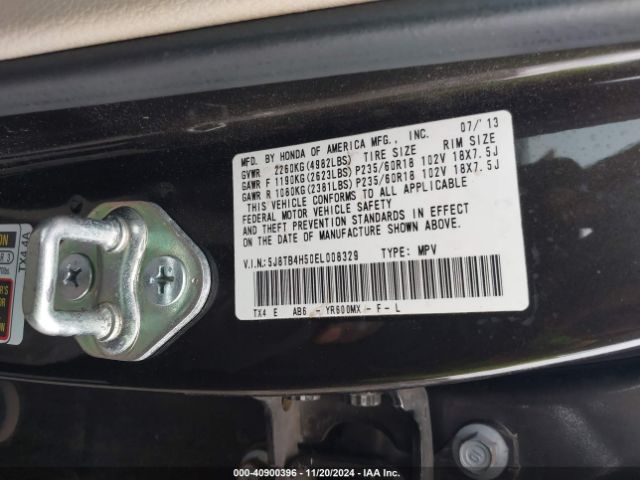 MFD. BY HONDA OF AMERICA MFG., INC. 07/'13
GVWR 2260KG(4982LBS) TIRE SIZE RIM SIZE
GAWR F 1190KG(2623LBS)P235/60R18 102V 18X7.5J
GAWR R 1080KG(2381LBS)P235/60R18 102V 18X7.5J
THIS VEHICLE CONFORMS TO ALL APPLICABLE
FEDERAL MOTOR VEHICLE SAFETY
AND THEFT PREVENTION STANDARDS IN EFFECT
ON THE DATE OF MANUFACTURE SHOWN ABOVE.
V.I.N:5J8TB4H50EL008329 TYPE: MPV
TX4 E AB6 - YR600MX - F - L
TX4 4A
000-40900396 - 11/20/2024 - IAA Inc.